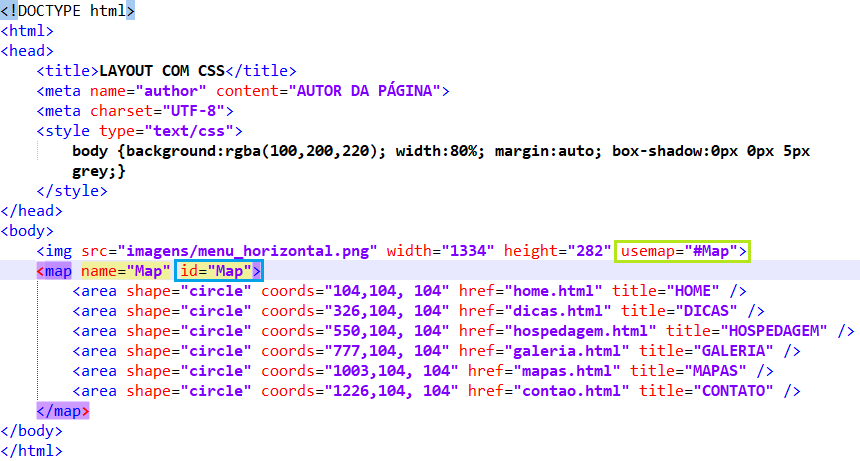 <!DOCTYPE html>
<html>
<head>
<title>LAYOUT COM CSS</title>
<meta name="author" content="AUTOR DA PÁGINA">
<meta charset="UTF-8">
<style type="text/css">
body {background:rgba(100,200,220); width:80%; margin:auto; box-shadow:0px 0px 5px
grey;}
</style>
</head>
<body>
<img src="imagens/menu_horizontal.png" width="1334" height="282" usemap="#Map">
<map name="Map" id="Map">
<area shape="circle" coords="104,104, 104" href="home.html" title="HOME" />
<area shape="circle" coords="326,104, 104" href="dicas.html" title="DICAS" />
<area shape="circle" coords="550,104, 104" href="hospedagem.html" title="HOSPEDAGEM" />
<area shape="circle" coords="777,104, 104" href="galeria.html" title="GALERIA" />
<area shape="circle" coords="1003,104, 104" href="mapas.html" title="MAPAS" />
<area shape="circle" coords="1226,104, 104" href="contao.html" title="CONTATO" />
</map>
</body>
</html>